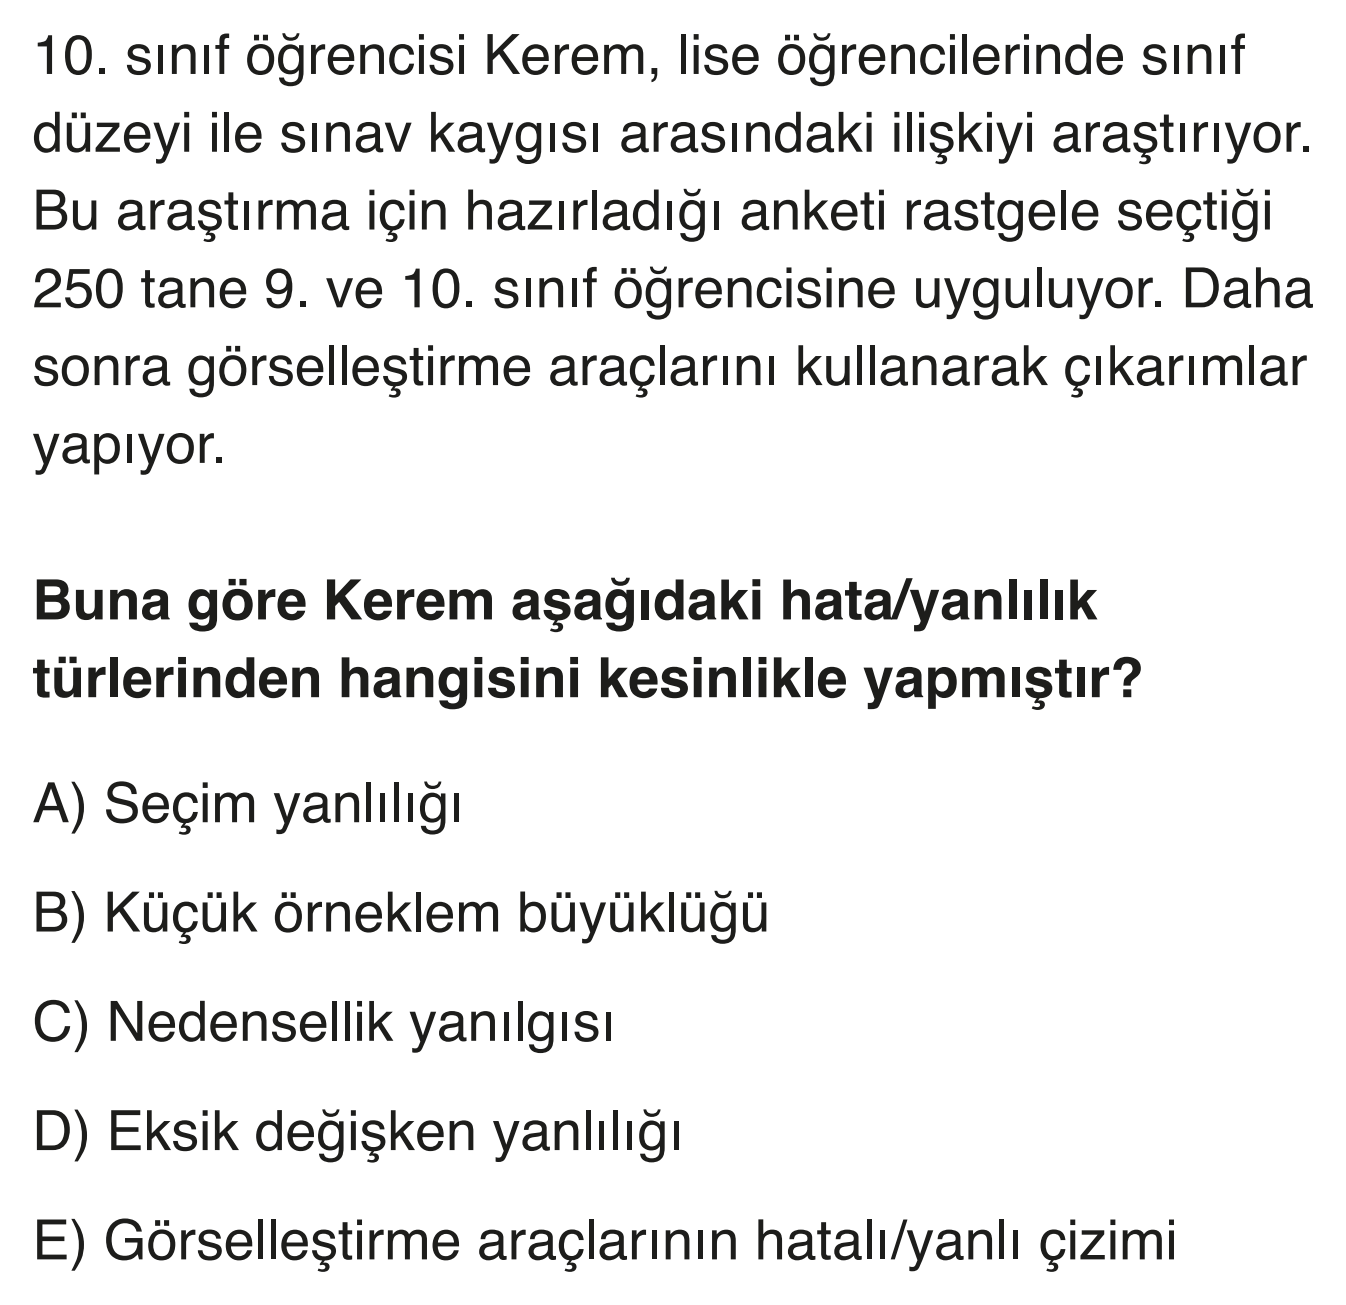 10. sınıf öğrencisi Kerem, lise öğrencilerinde sınıf
düzeyi ile sınav kaygısı arasındaki ilişkiyi araştırıyor.
Bu araştırma için hazırladığı anketi rastgele seçtiği
250 tane 9. ve 10. sınıf öğrencisine uyguluyor. Daha
sonra görselleştirme araçlarını kullanarak çıkarımlar
yapıyor.
Buna göre Kerem aşağıdaki hata/yanlılık
türlerinden hangisini kesinlikle yapmıştır?
A) Seçim yanlılığı
B) Küçük örneklem büyüklüğü
C) Nedensellik yanılgısı
D) Eksik değişken yanlılığı
E) Görselleştirme araçlarının hatalı/yanlı çizimi